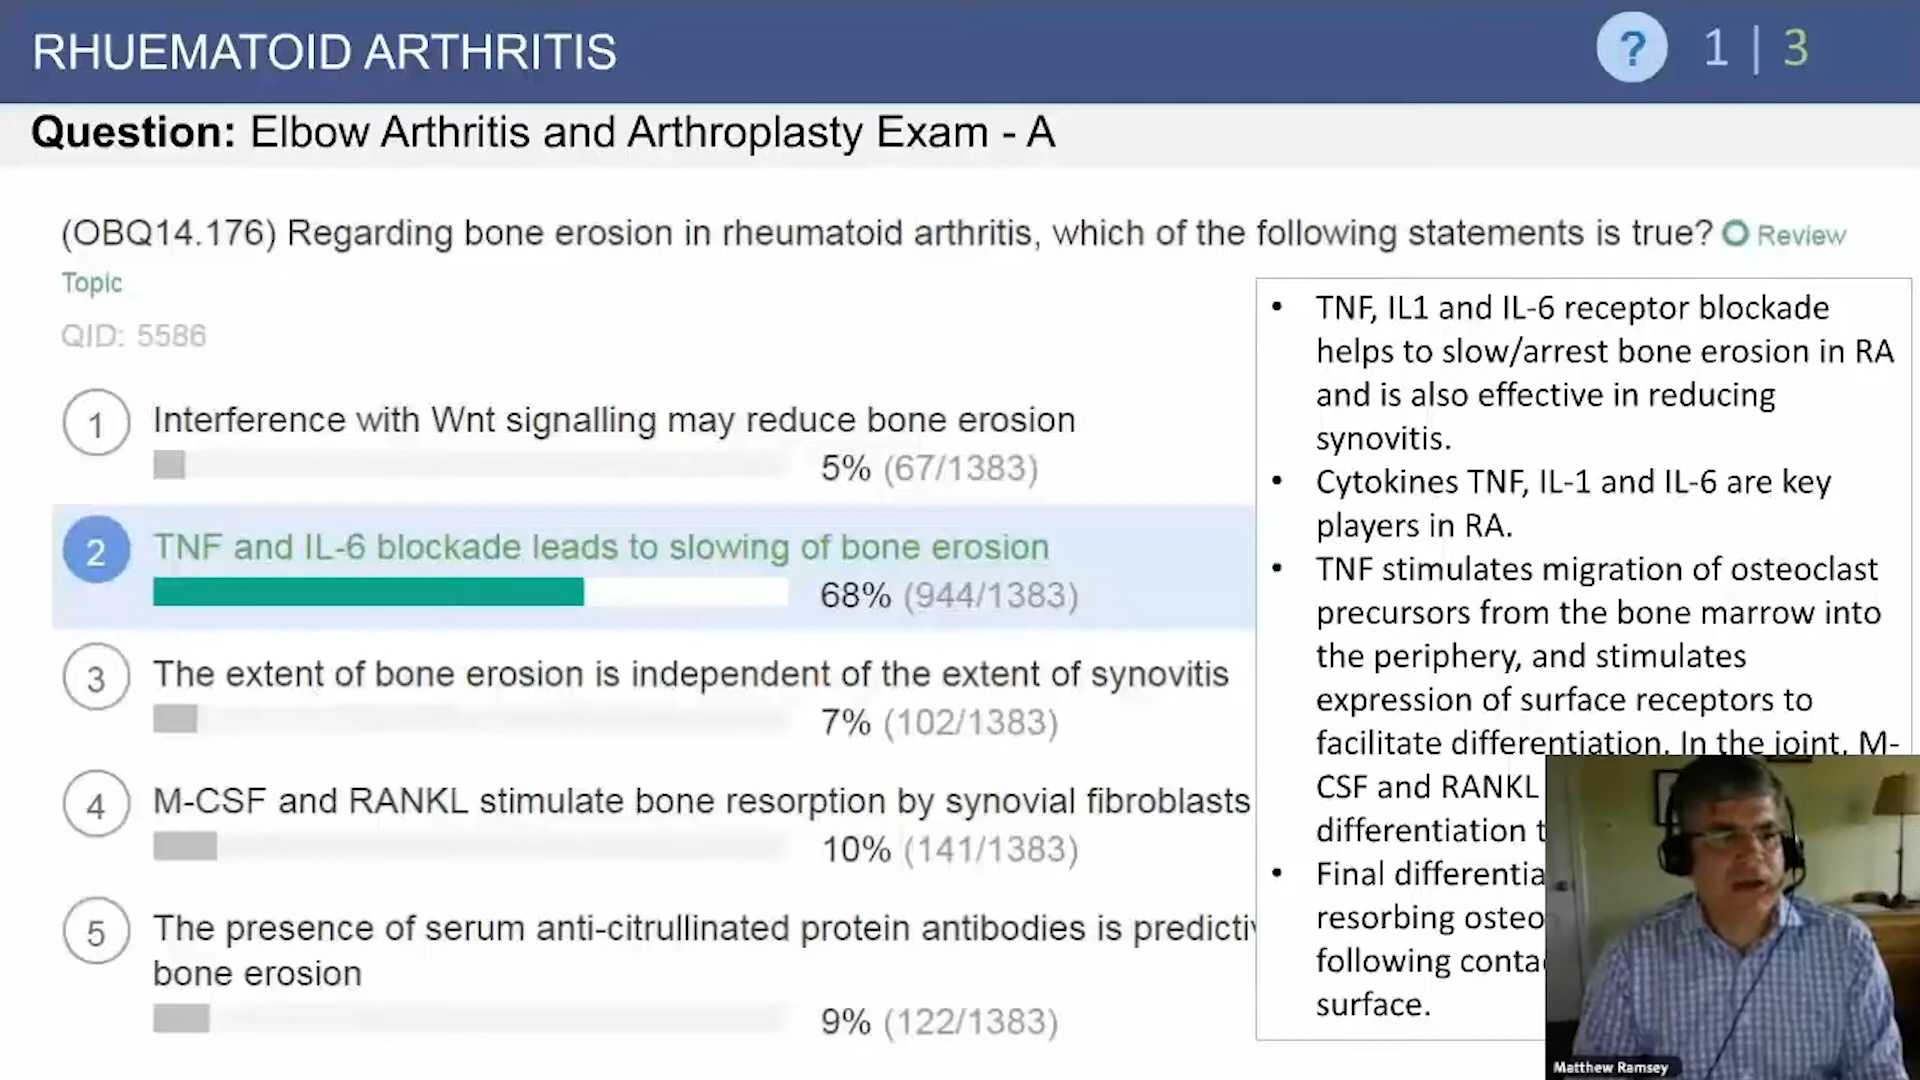 RHUEMATOID ARTHRITIS
? 1 | 3
Question: Elbow Arthritis and Arthroplasty Exam - A
(OBQ14.176) Regarding bone erosion in rheumatoid arthritis, which of the following statements is true? Review
Topic
QID: 5586
1 Interference with Wnt signalling may reduce bone erosion
5% (67/1383)
2 TNF and IL-6 blockade leads to slowing of bone erosion
68% (944/1383)
3 The extent of bone erosion is independent of the extent of synovitis
7% (102/1383)
4 M-CSF and RANKL stimulate bone resorption by synovial fibroblasts
10% (141/1383)
5 The presence of serum anti-citrullinated protein antibodies is
bone erosion
9% (122/1383)
• TNF, IL1 and IL-6 receptor blockade
helps to slow/arrest bone erosion in RA
and is also effective in reducing
synovitis.
• Cytokines TNF, IL-1 and IL-6 are key
players in RA.
• TNF stimulates migration of osteoclast
precursors from the bone marrow into
the periphery, and stimulates
expression of surface receptors to
facilitate differentiation. In the joint, M-
CSF and RANKL
differentiation
• Final
resorbing
following
surface.
Matthew Ramsey